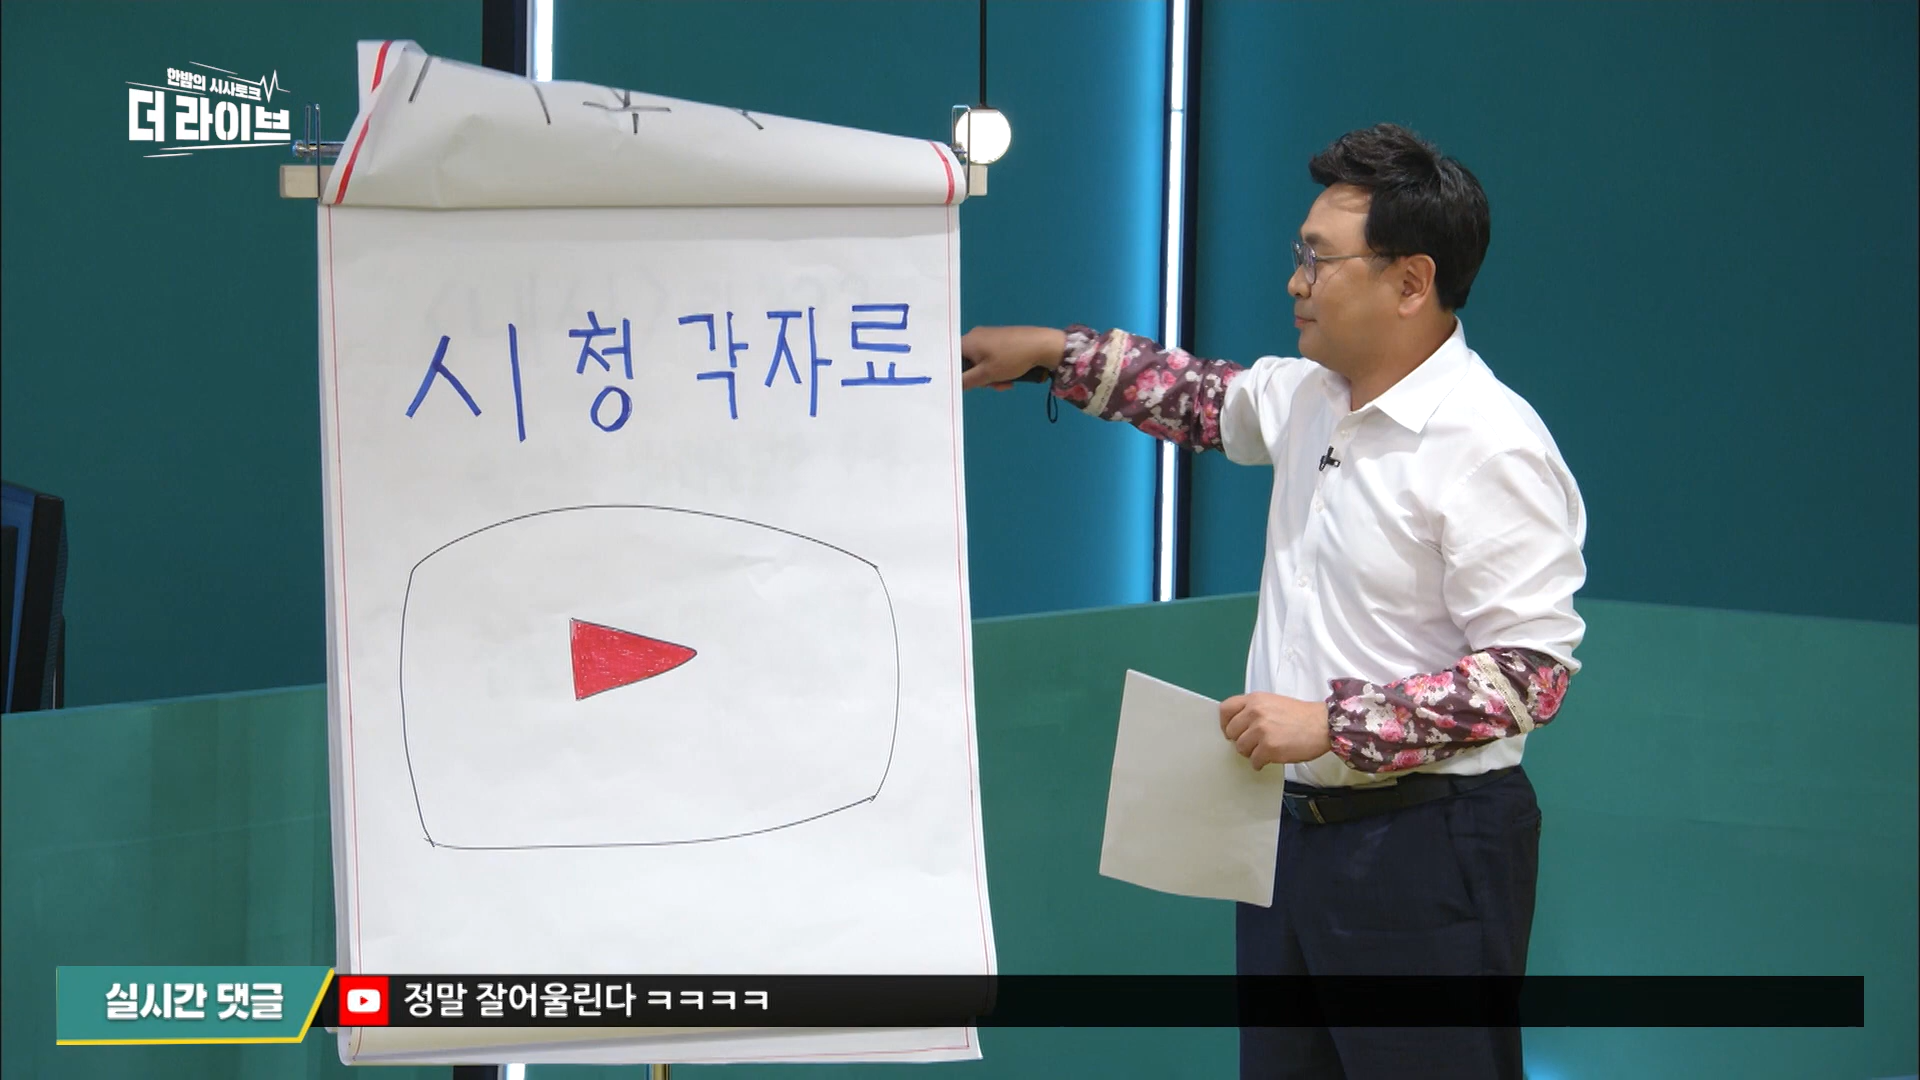 한밤의 시사토크
더 라이브
시청각자료
실시간 댓글
정말 잘어울린다 ㅋㅋㅋㅋ